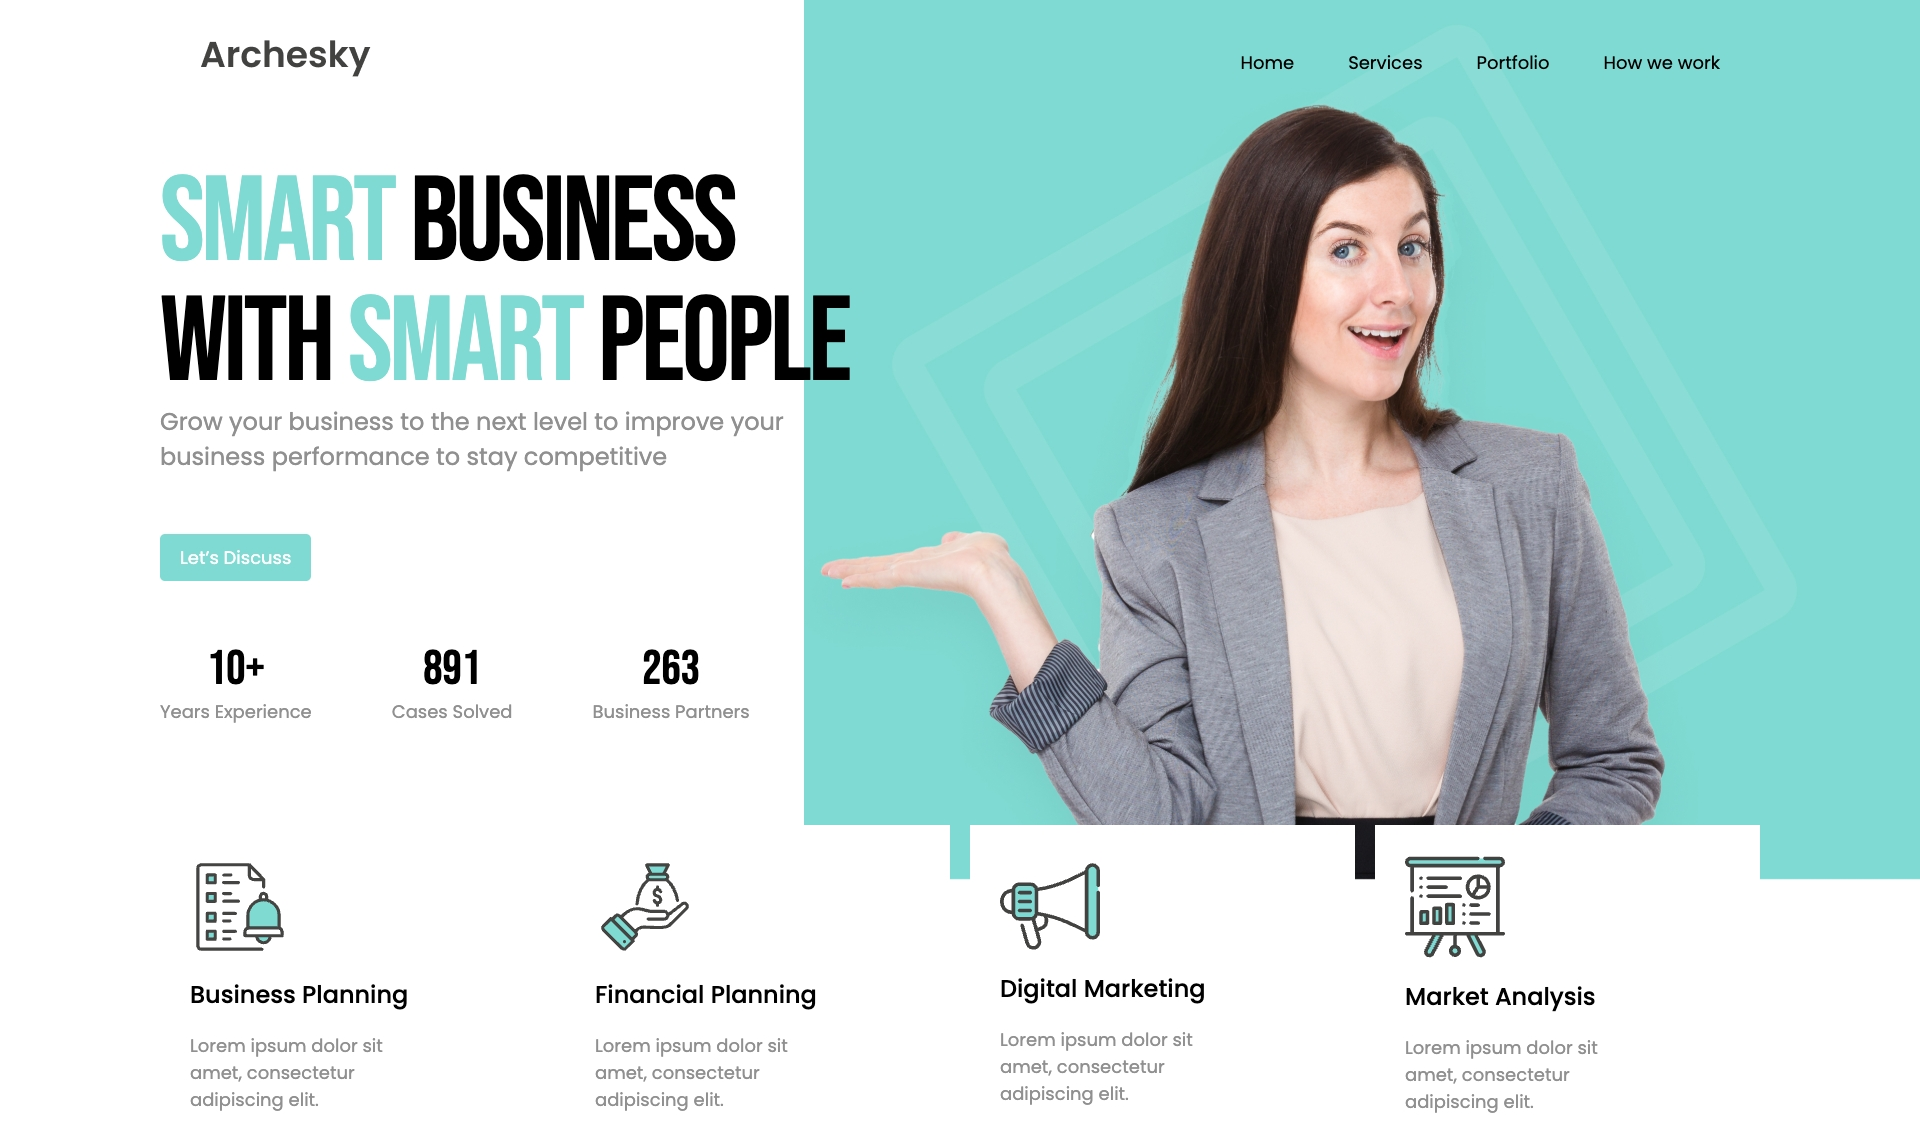 Archesky
Home
Services
Portfolio
How we work
SMART BUSINESS
WITH SMART PEOPLE
Grow your business to the next level to improve your
business performance to stay competitive
Let’s Discuss
10+
Years Experience
891
Cases Solved
263
Business Partners
$
Business Planning
Lorem ipsum dolor sit
amet, consectetur
adipiscing elit.
Financial Planning
Lorem ipsum dolor sit
amet, consectetur
adipiscing elit.
Digital Marketing
Lorem ipsum dolor sit
amet, consectetur
adipiscing elit.
Market Analysis
Lorem ipsum dolor sit
amet, consectetur
adipiscing elit.